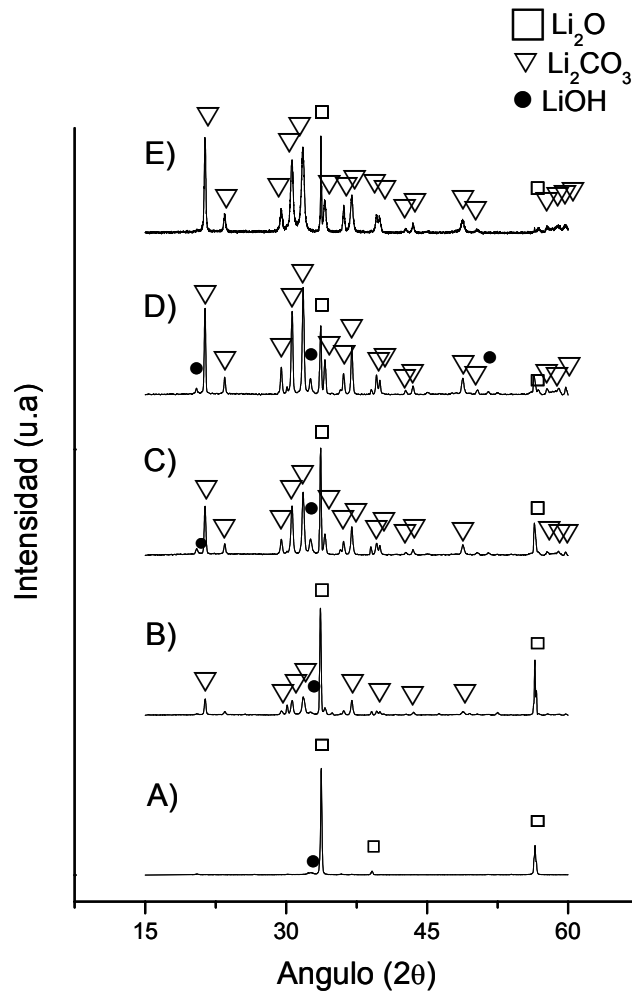 Li₂O
Li₂CO₃
LiOH
E)
D)
C)
B)
A)
Intensidad (u.a)
15 30 45 60
Angulo (2θ)